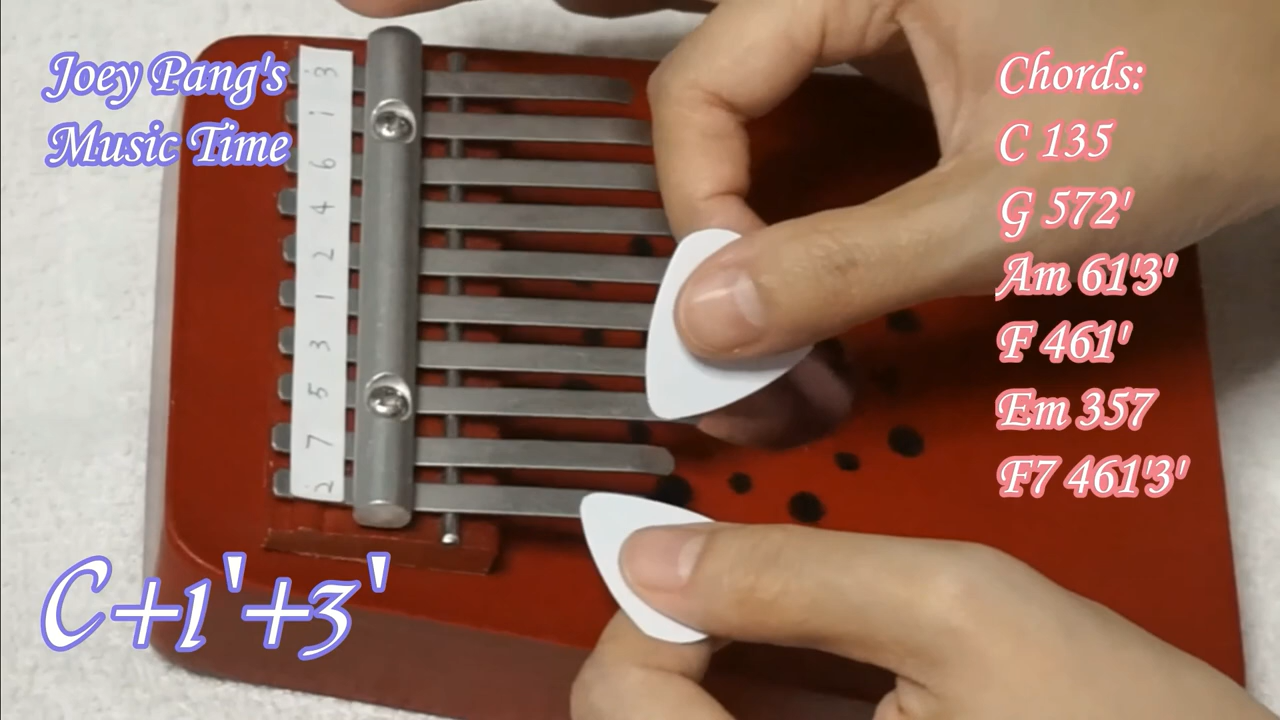 Joey Pang's
Music Time
Chords:
C 135
G 572'
Am 61'3'
F 461'
Em 357
F7 461'3'
C+1'+3'
3
i
6
4
2
1
3
5
7
2